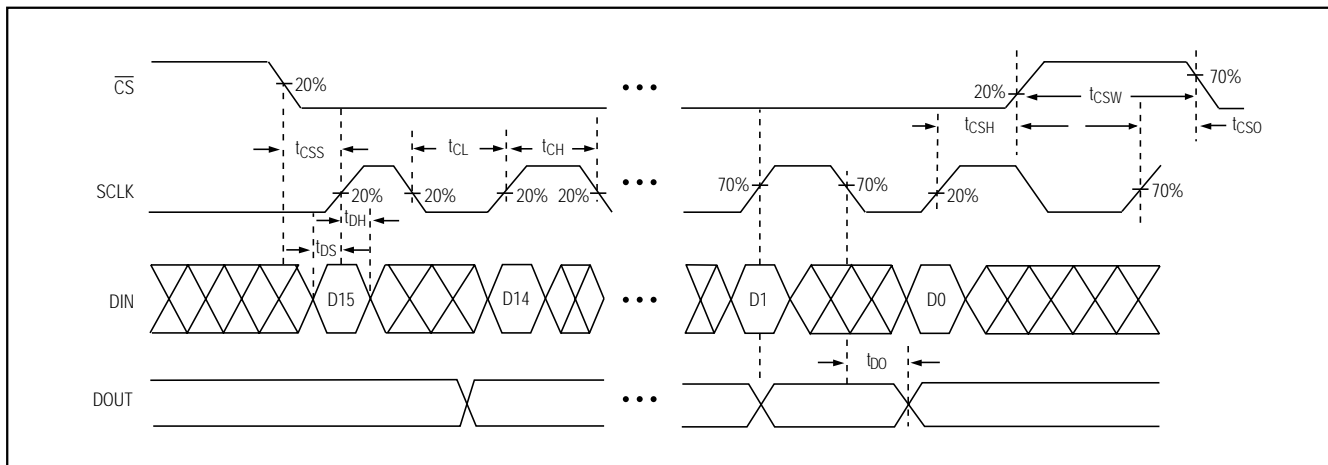 CS
20%
20%
tCSW
70%
tCSS
tCL
tCH
tCSH
tCSO
SCLK
20%
20%
20%
20%
70%
70%
20%
70%
tDH
tDS
DIN
D15
D14
D1
D0
tDO
DOUT